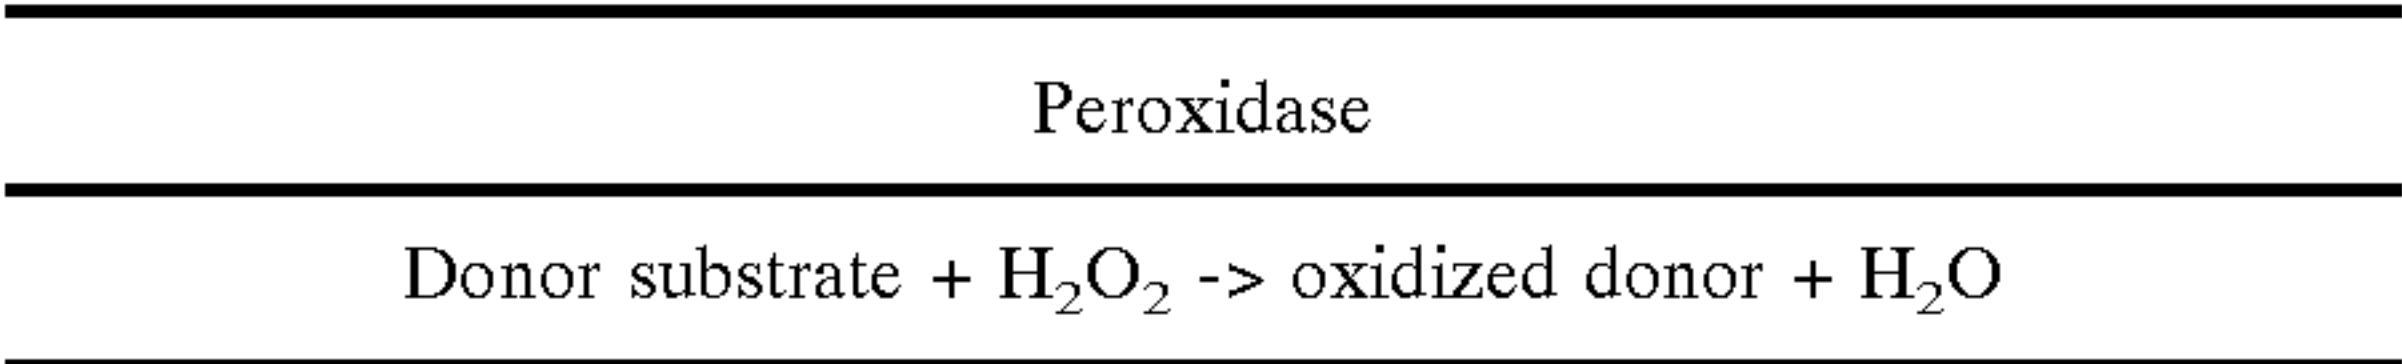 Peroxidase
Donor substrate + H₂O₂ -> oxidized donor + H₂O